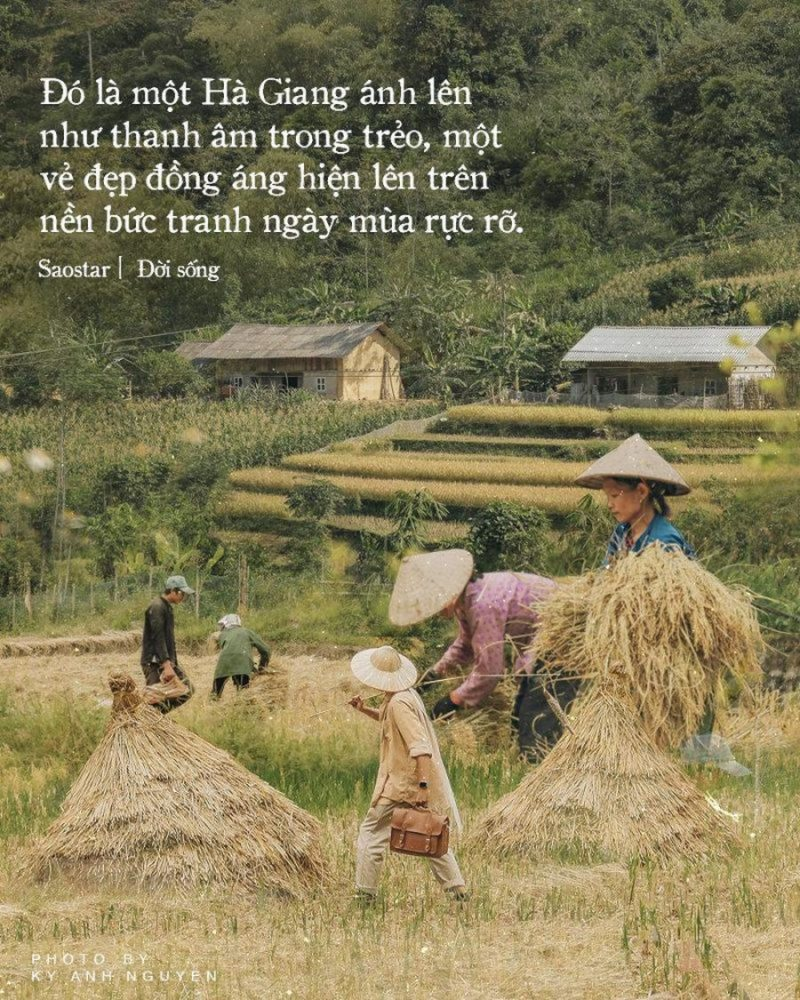 Đó là một Hà Giang ánh lên
như thanh âm trong trẻo, một
vẻ đẹp đồng áng hiện lên trên
nền bức tranh ngày mùa rực rỡ.
Saostar | Đời sống
PHOTO BY
KY ANH NGUYEN